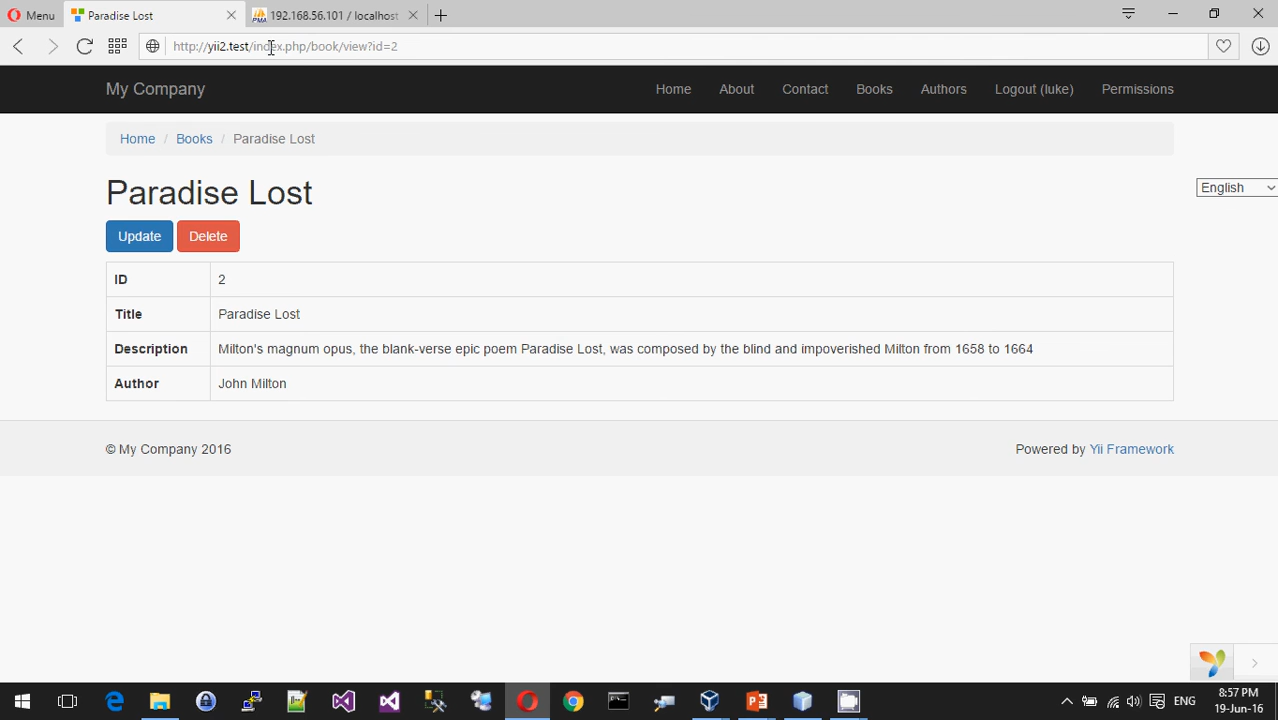 Menu
Paradise Lost
PMA
192.168.56.101 / localhost
http://yii2.test/index.php/book/view?id=2
My Company
Home
About
Contact
Books
Authors
Logout (luke)
Permissions
Home / Books / Paradise Lost
Paradise Lost
English
Update
Delete
ID 2
Title Paradise Lost
Description Milton's magnum opus, the blank-verse epic poem Paradise Lost, was composed by the blind and impoverished Milton from 1658 to 1664
Author John Milton
© My Company 2016
Powered by Yii Framework
ENG
8:57 PM
19-Jun-16